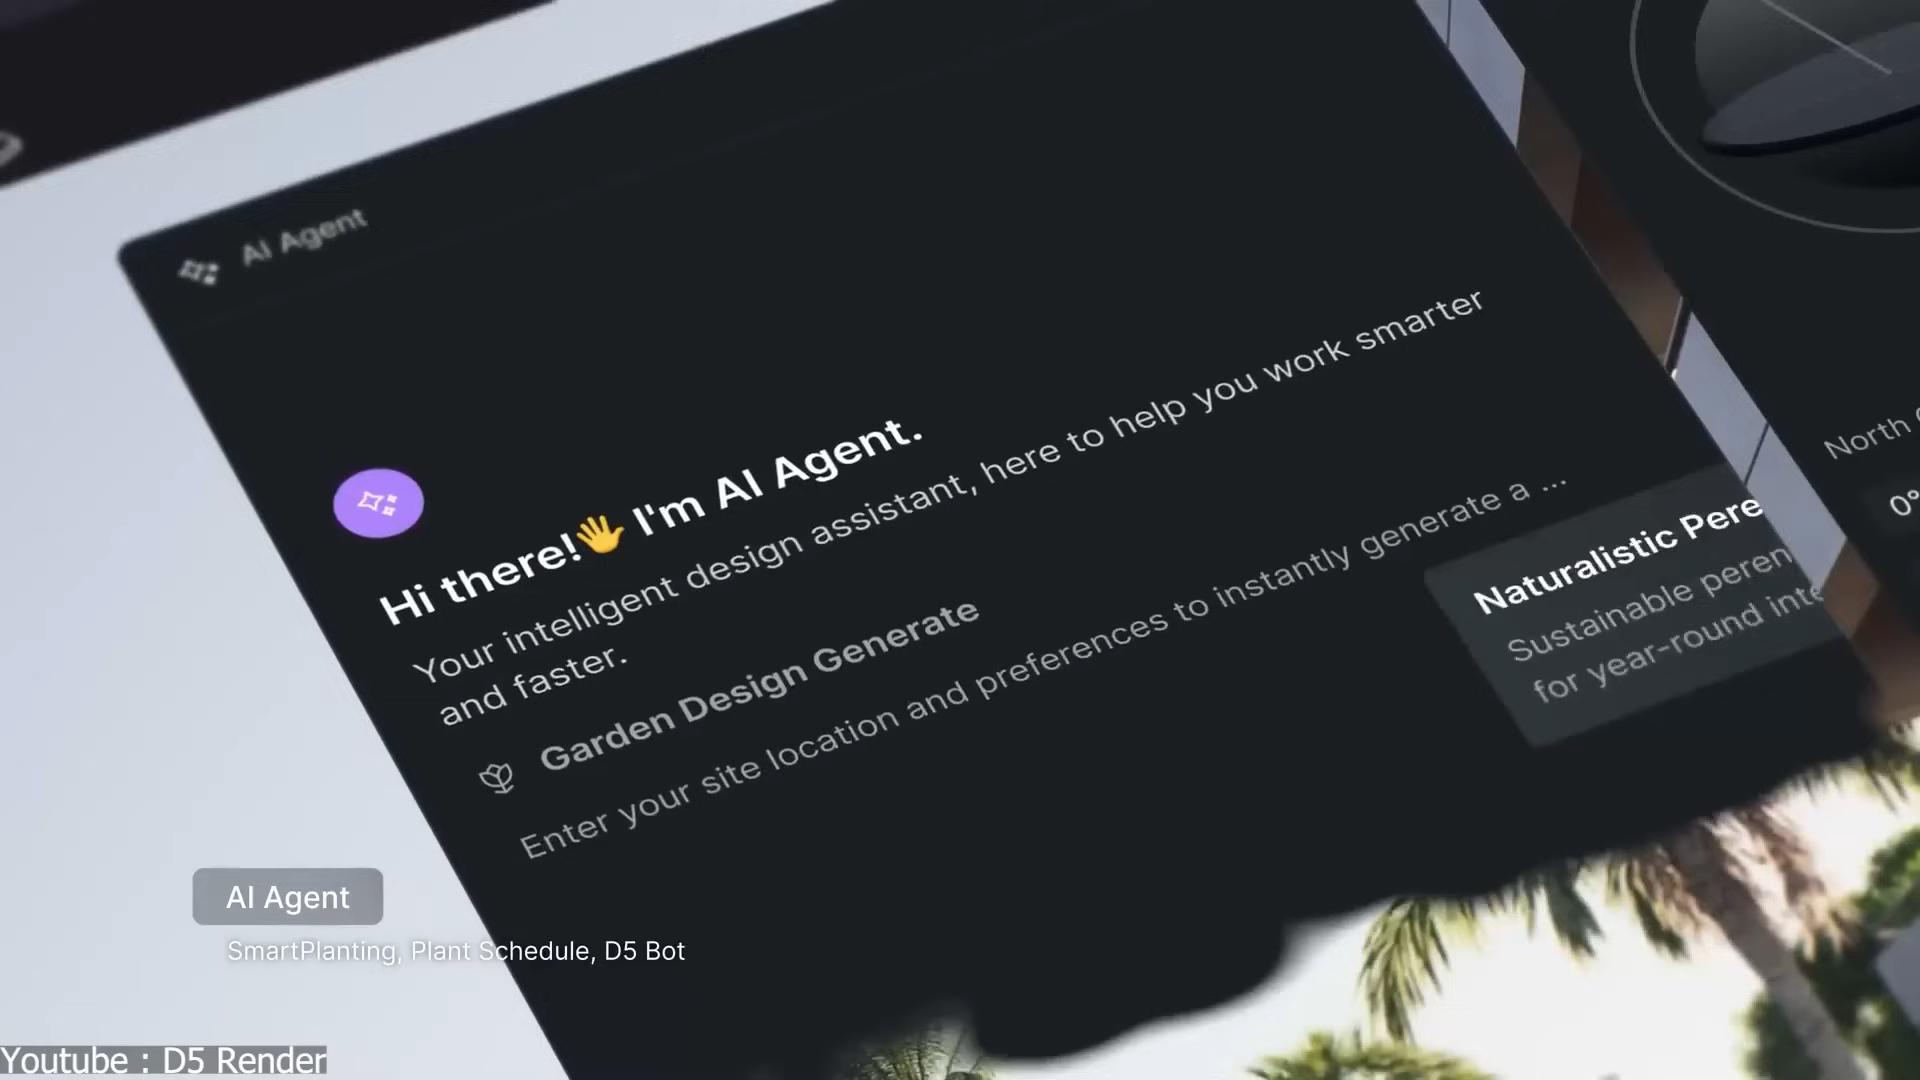 AI Agent
Hi there!👋 I'm AI Agent.
Your intelligent design assistant, here to help you work smarter
and faster.
Garden Design Generate
Enter your site location and preferences to instantly generate a ...
Naturalistic Pere
Sustainable peren
for year-round inte
North
0°
AI Agent
SmartPlanting, Plant Schedule, D5 Bot
Youtube : D5 Render